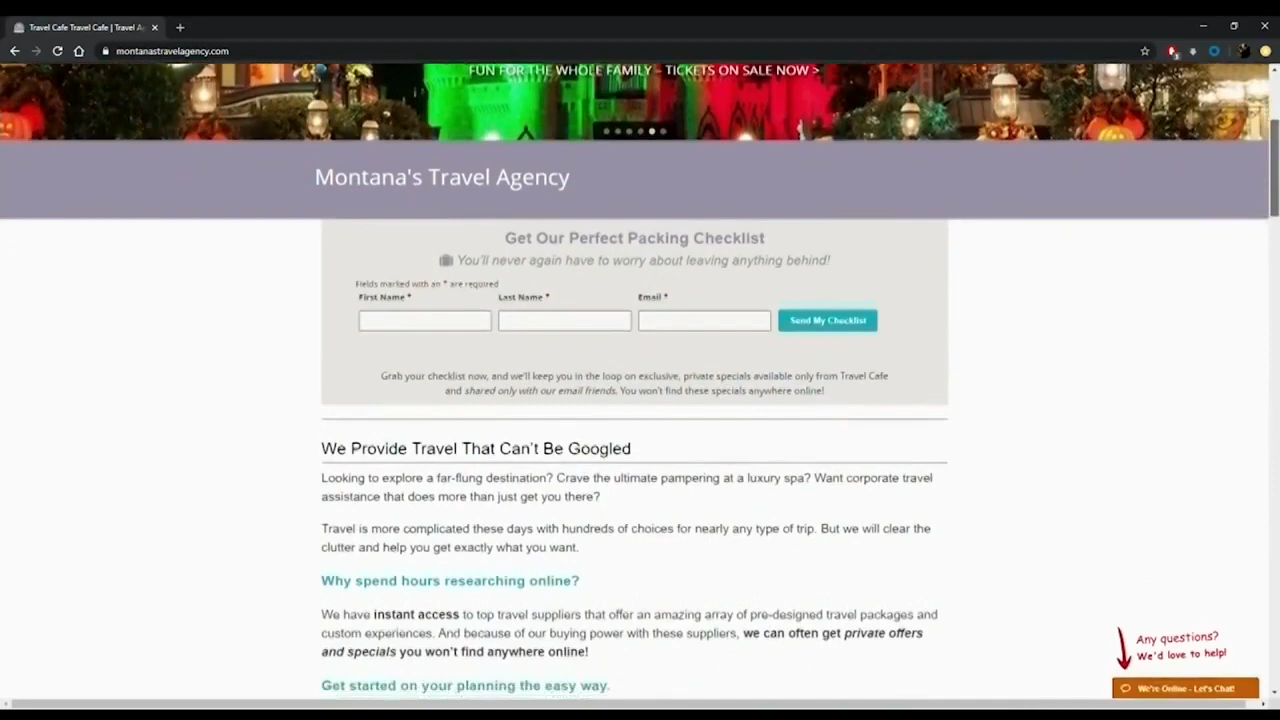 Travel Cafe Travel Cafe | Travel A
montanastravelagency.com
FUN FOR THE WHOLE FAMILY – TICKETS ON SALE NOW >
Montana's Travel Agency
Get Our Perfect Packing Checklist
You'll never again have to worry about leaving anything behind!
Fields marked with an * are required
First Name * Last Name * Email *
Send My Checklist
Grab your checklist now, and we'll keep you in the loop on exclusive, private specials available only from Travel Cafe
and shared only with our email friends. You won't find these specials anywhere online!
We Provide Travel That Can't Be Googled
Looking to explore a far-flung destination? Crave the ultimate pampering at a luxury spa? Want corporate travel
assistance that does more than just get you there?
Travel is more complicated these days with hundreds of choices for nearly any type of trip. But we will clear the
clutter and help you get exactly what you want.
Why spend hours researching online?
We have instant access to top travel suppliers that offer an amazing array of pre-designed travel packages and
custom experiences. And because of our buying power with these suppliers, we can often get private offers
and specials you won't find anywhere online!
Get started on your planning the easy way.
Any questions?
We'd love to help!
We're Online - Let's Chat!